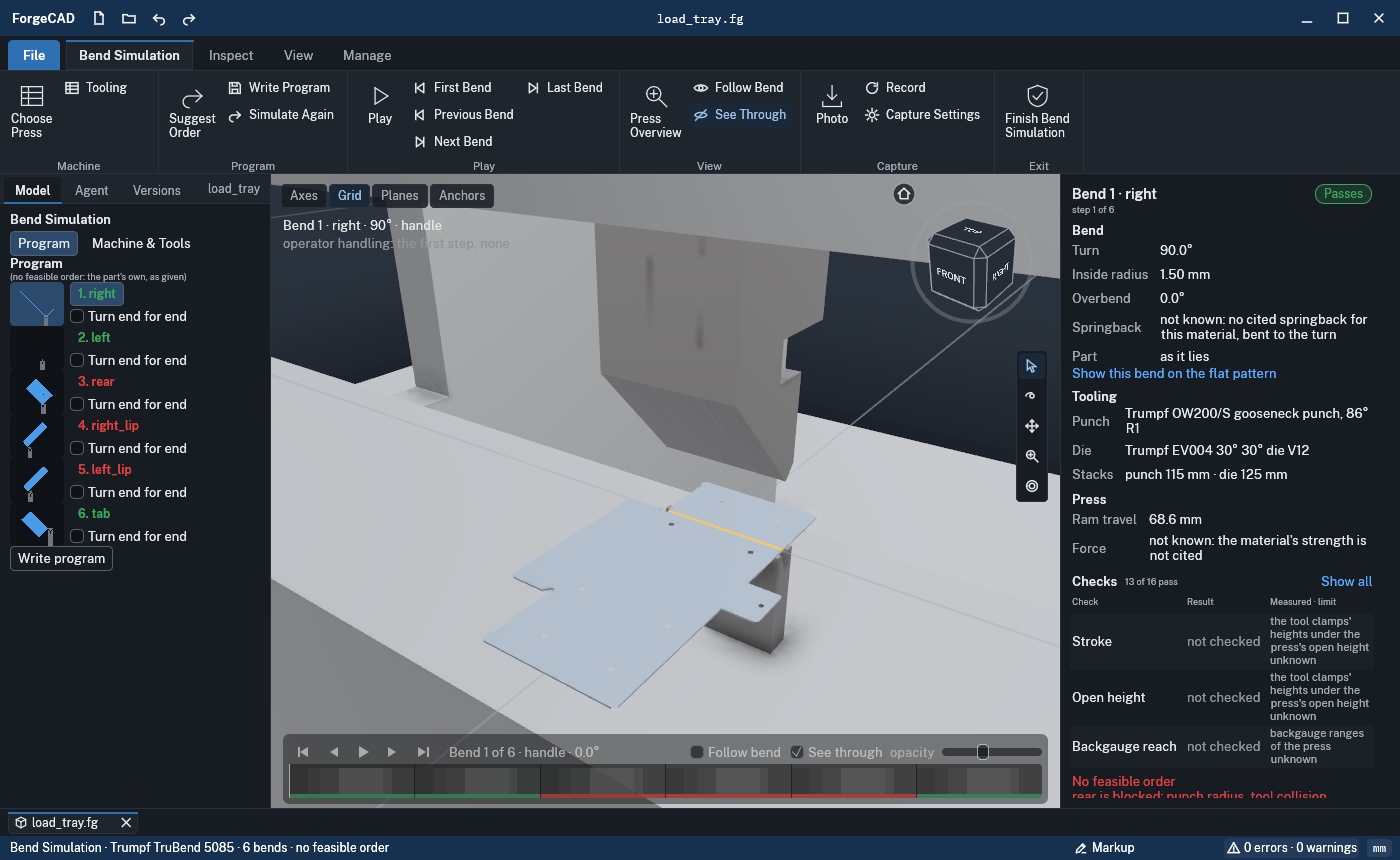 ForgeCAD
load_tray.fg
File
Bend Simulation
Inspect
View
Manage
Choose Press
Tooling
Machine
Suggest Order
Write Program
Simulate Again
Program
Play
First Bend
Previous Bend
Next Bend
Last Bend
Play
Press Overview
Follow Bend
See Through
View
Photo
Record
Capture Settings
Capture
Finish Bend Simulation
Exit
Model
Agent
Versions
load_tray
Bend Simulation
Program
Machine & Tools
Program
(no feasible order: the part's own, as given)
1. right
Turn end for end
2. left
Turn end for end
3. rear
Turn end for end
4. right_lip
Turn end for end
5. left_lip
Turn end for end
6. tab
Turn end for end
Write program
Axes
Grid
Planes
Anchors
Bend 1 · right · 90° · handle
operator handling: the first step, none
TOP
FRONT
RIGHT
Bend 1 of 6 · handle · 0.0°
Follow bend
See through
opacity
Bend 1 · right
Passes
step 1 of 6
Bend
Turn 90.0°
Inside radius 1.50 mm
Overbend 0.0°
Springback not known: no cited springback for
this material, bent to the turn
Part as it lies
Show this bend on the flat pattern
Tooling
Punch Trumpf OW200/S gooseneck punch, 86°
R1
Die Trumpf EV004 30° 30° die V12
Stacks punch 115 mm · die 125 mm
Press
Ram travel 68.6 mm
Force not known: the material's strength is
not cited
Checks 13 of 16 pass Show all
Check Result Measured · limit
Stroke not checked the tool clamps'
heights under the
press's open height
unknown
Open height not checked the tool clamps'
heights under the
press's open height
unknown
Backgauge reach not checked backgauge ranges
of the press
unknown
No feasible order
rear is blocked: punch radius, tool collision
load_tray.fg
Bend Simulation · Trumpf TruBend 5085 · 6 bends · no feasible order
Markup
0 errors · 0 warnings
mm